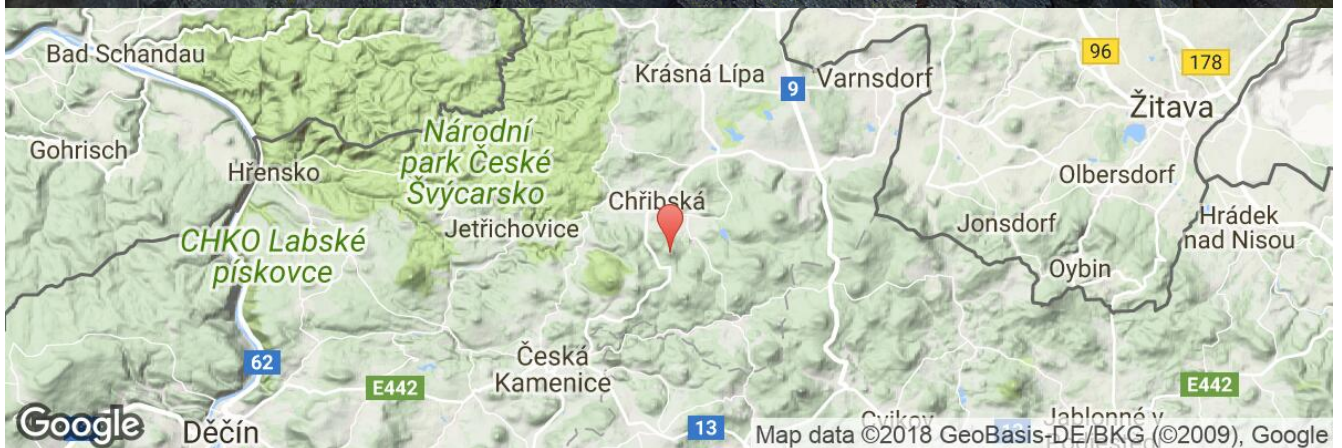 Bad Schandau
Krásná Lípa
9
Varnsdorf
96
178
Žitava
Gohrisch
Hřensko
Národní
park České
Švýcarsko
Chřibská
Olbersdorf
Jetřichovice
Jonsdorf
Hrádek
nad Nisou
CHKO Labské
pískovce
Oybin
62
Česká
Kamenice
E442
E442
Google
Děčín
13
Cvikov
Jablonné v
Map data ©2018 GeoBasis-DE/BKG (©2009), Google